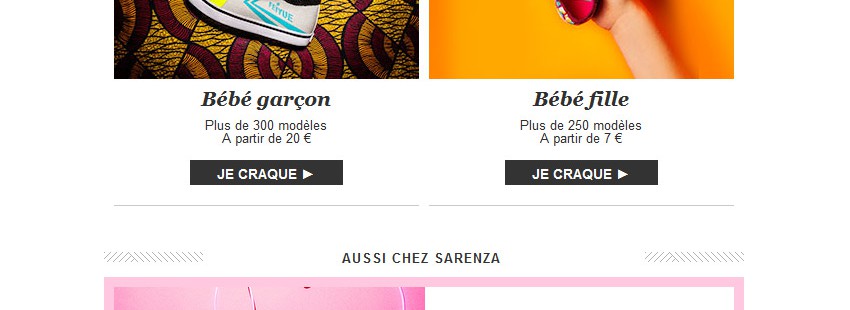 Bébé garçon
Plus de 300 modèles
A partir de 20 €
JE CRAQUE ►
Bébé fille
Plus de 250 modèles
A partir de 7 €
JE CRAQUE ►
AUSSI CHEZ SARENZA